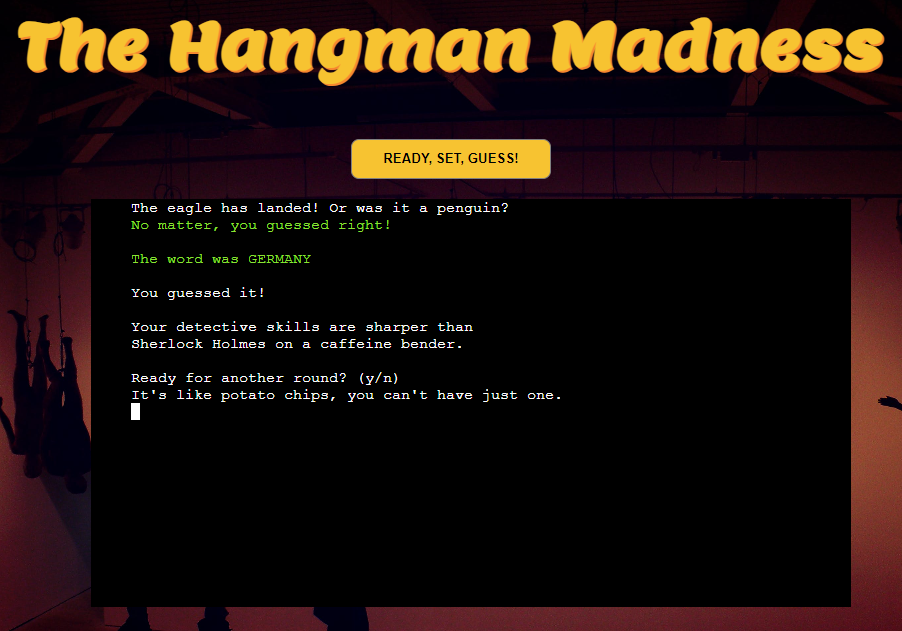 The Hangman Madness
READY, SET, GUESS!
The eagle has landed! Or was it a penguin?
No matter, you guessed right!
The word was GERMANY
You guessed it!
Your detective skills are sharper than
Sherlock Holmes on a caffeine bender.
Ready for another round? (y/n)
It's like potato chips, you can't have just one.